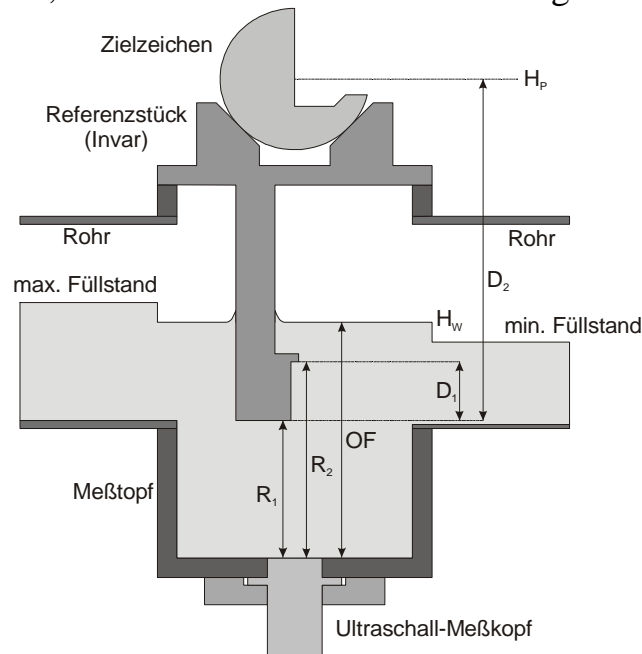 Zielzeichen
H_P
Referenzstück
(Invar)
Rohr
Rohr
D_2
max. Füllstand
H_W
min. Füllstand
D_1
OF
R_2
R_1
Meßtopf
Ultraschall-Meßkopf